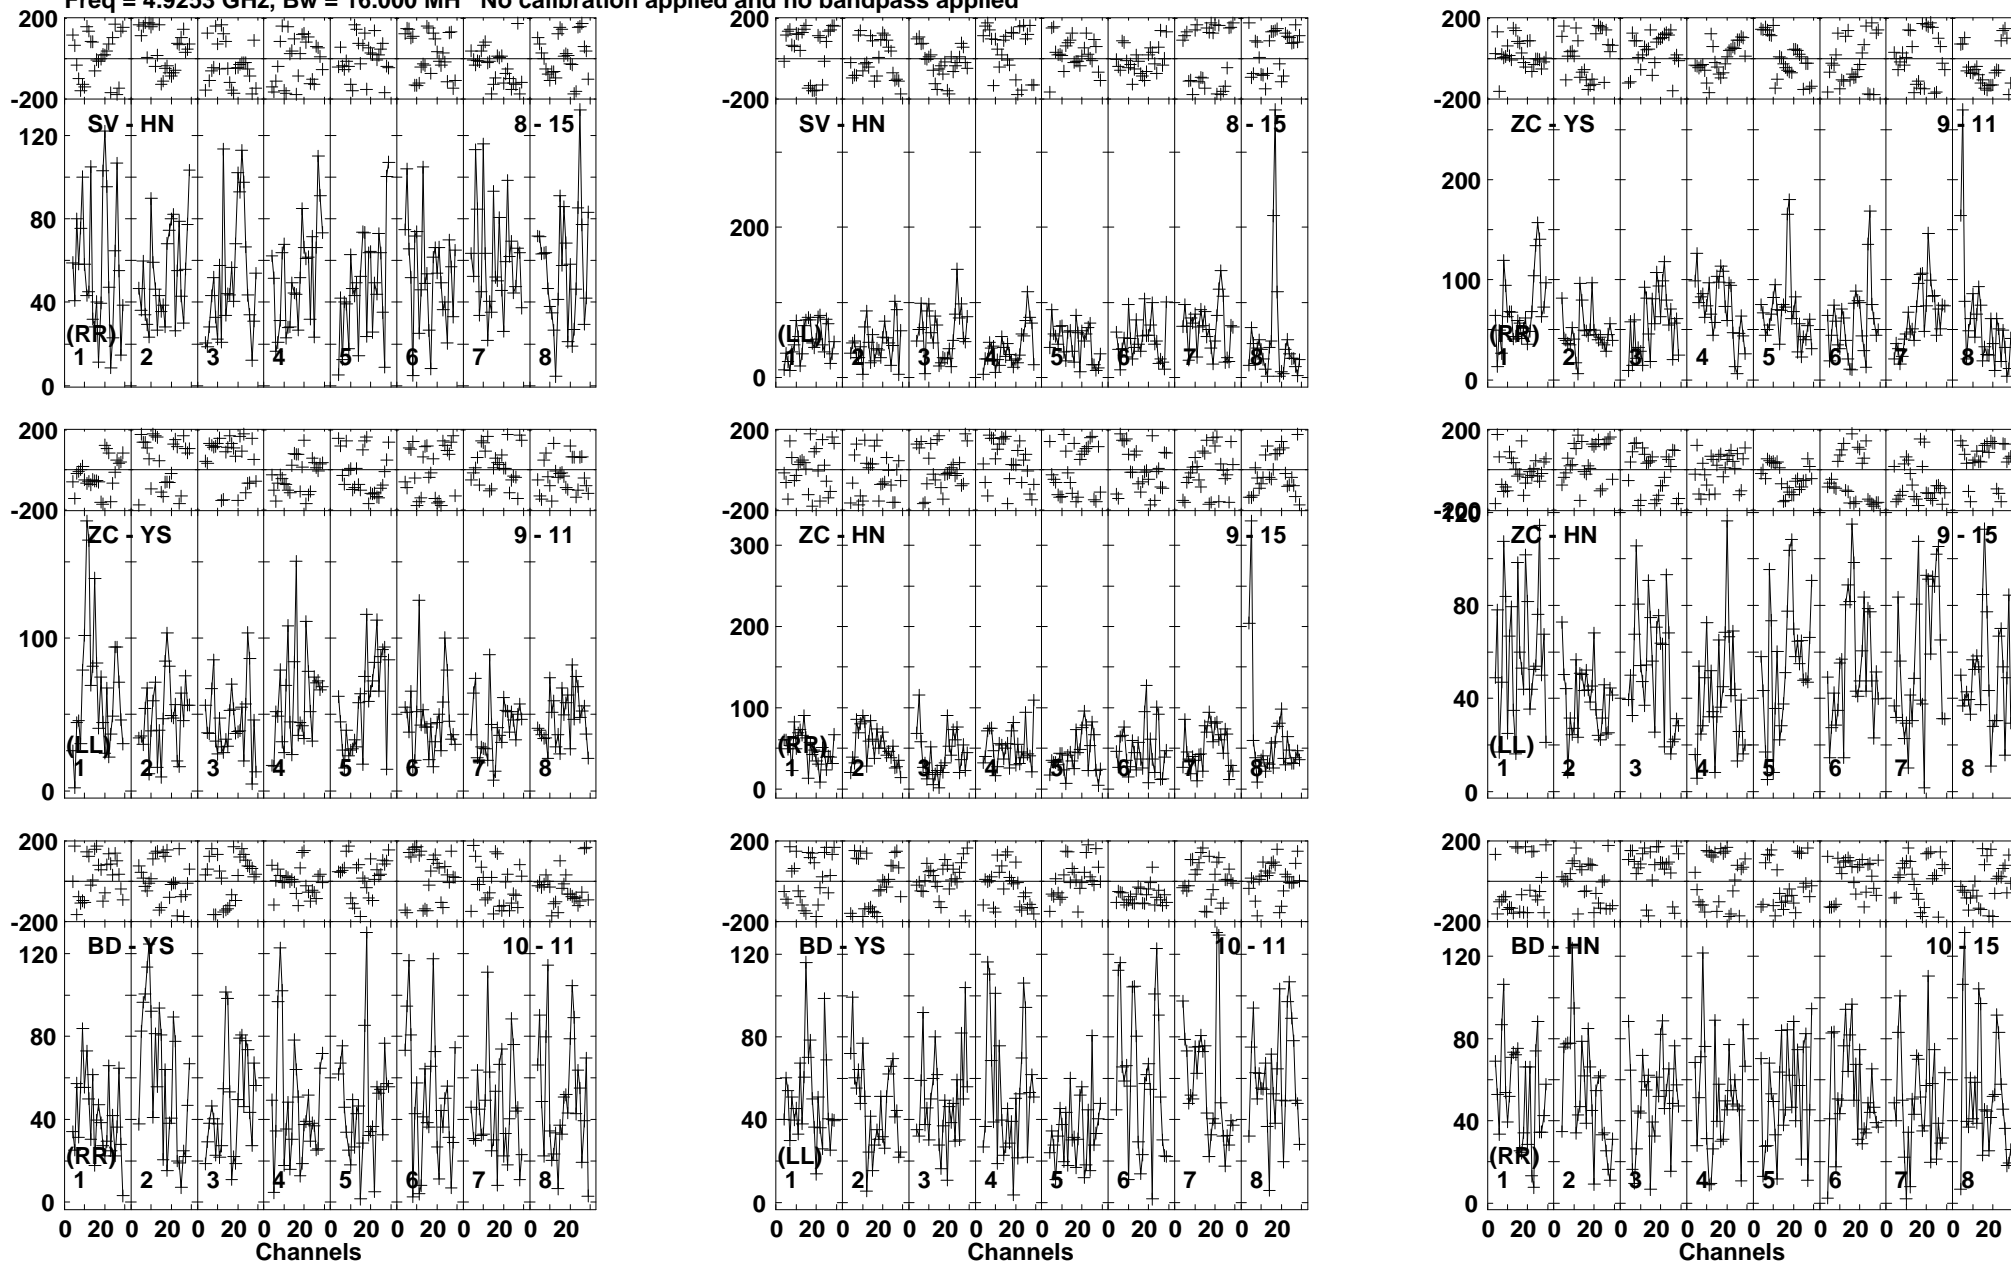 Freq = 4.9253 GHz, Bw = 16.000 MH No calibration applied and no bandpass applied
200 200 200
-200 -200 -200
SV - HN 8 - 15 SV - HN 8 - 15 ZC - YS 9 - 11
120
80
40
0
200
0
200
100
0
(RR) (LL) (RR)
1 2 3 4 5 6 7 8 1 2 3 4 5 6 7 8 1 2 3 4 5 6 7 8
200 200 200
-200 -200 -200
ZC - YS 9 - 11 ZC - HN 9 - 15 ZC - HN 9 - 15
100
0
300
200
100
0
120
80
40
0
(LL) (RR) (LL)
1 2 3 4 5 6 7 8 1 2 3 4 5 6 7 8 1 2 3 4 5 6 7 8
200 200 200
-200 -200 -200
BD - YS 10 - 11 BD - YS 10 - 11 BD - HN 10 - 15
120 120 120
80 80 80
40 40 40
0 0 0
(RR) (LL) (RR)
1 2 3 4 5 6 7 8 1 2 3 4 5 6 7 8 1 2 3 4 5 6 7 8
0 20 0 20 0 20 0 20 0 20 0 20 0 20 0 20 0 20 0 20 0 20 0 20 0 20 0 20 0 20 0 20 0 20 0 20 0 20 0 20 0 20 0 20 0 20 0 20
Channels Channels Channels